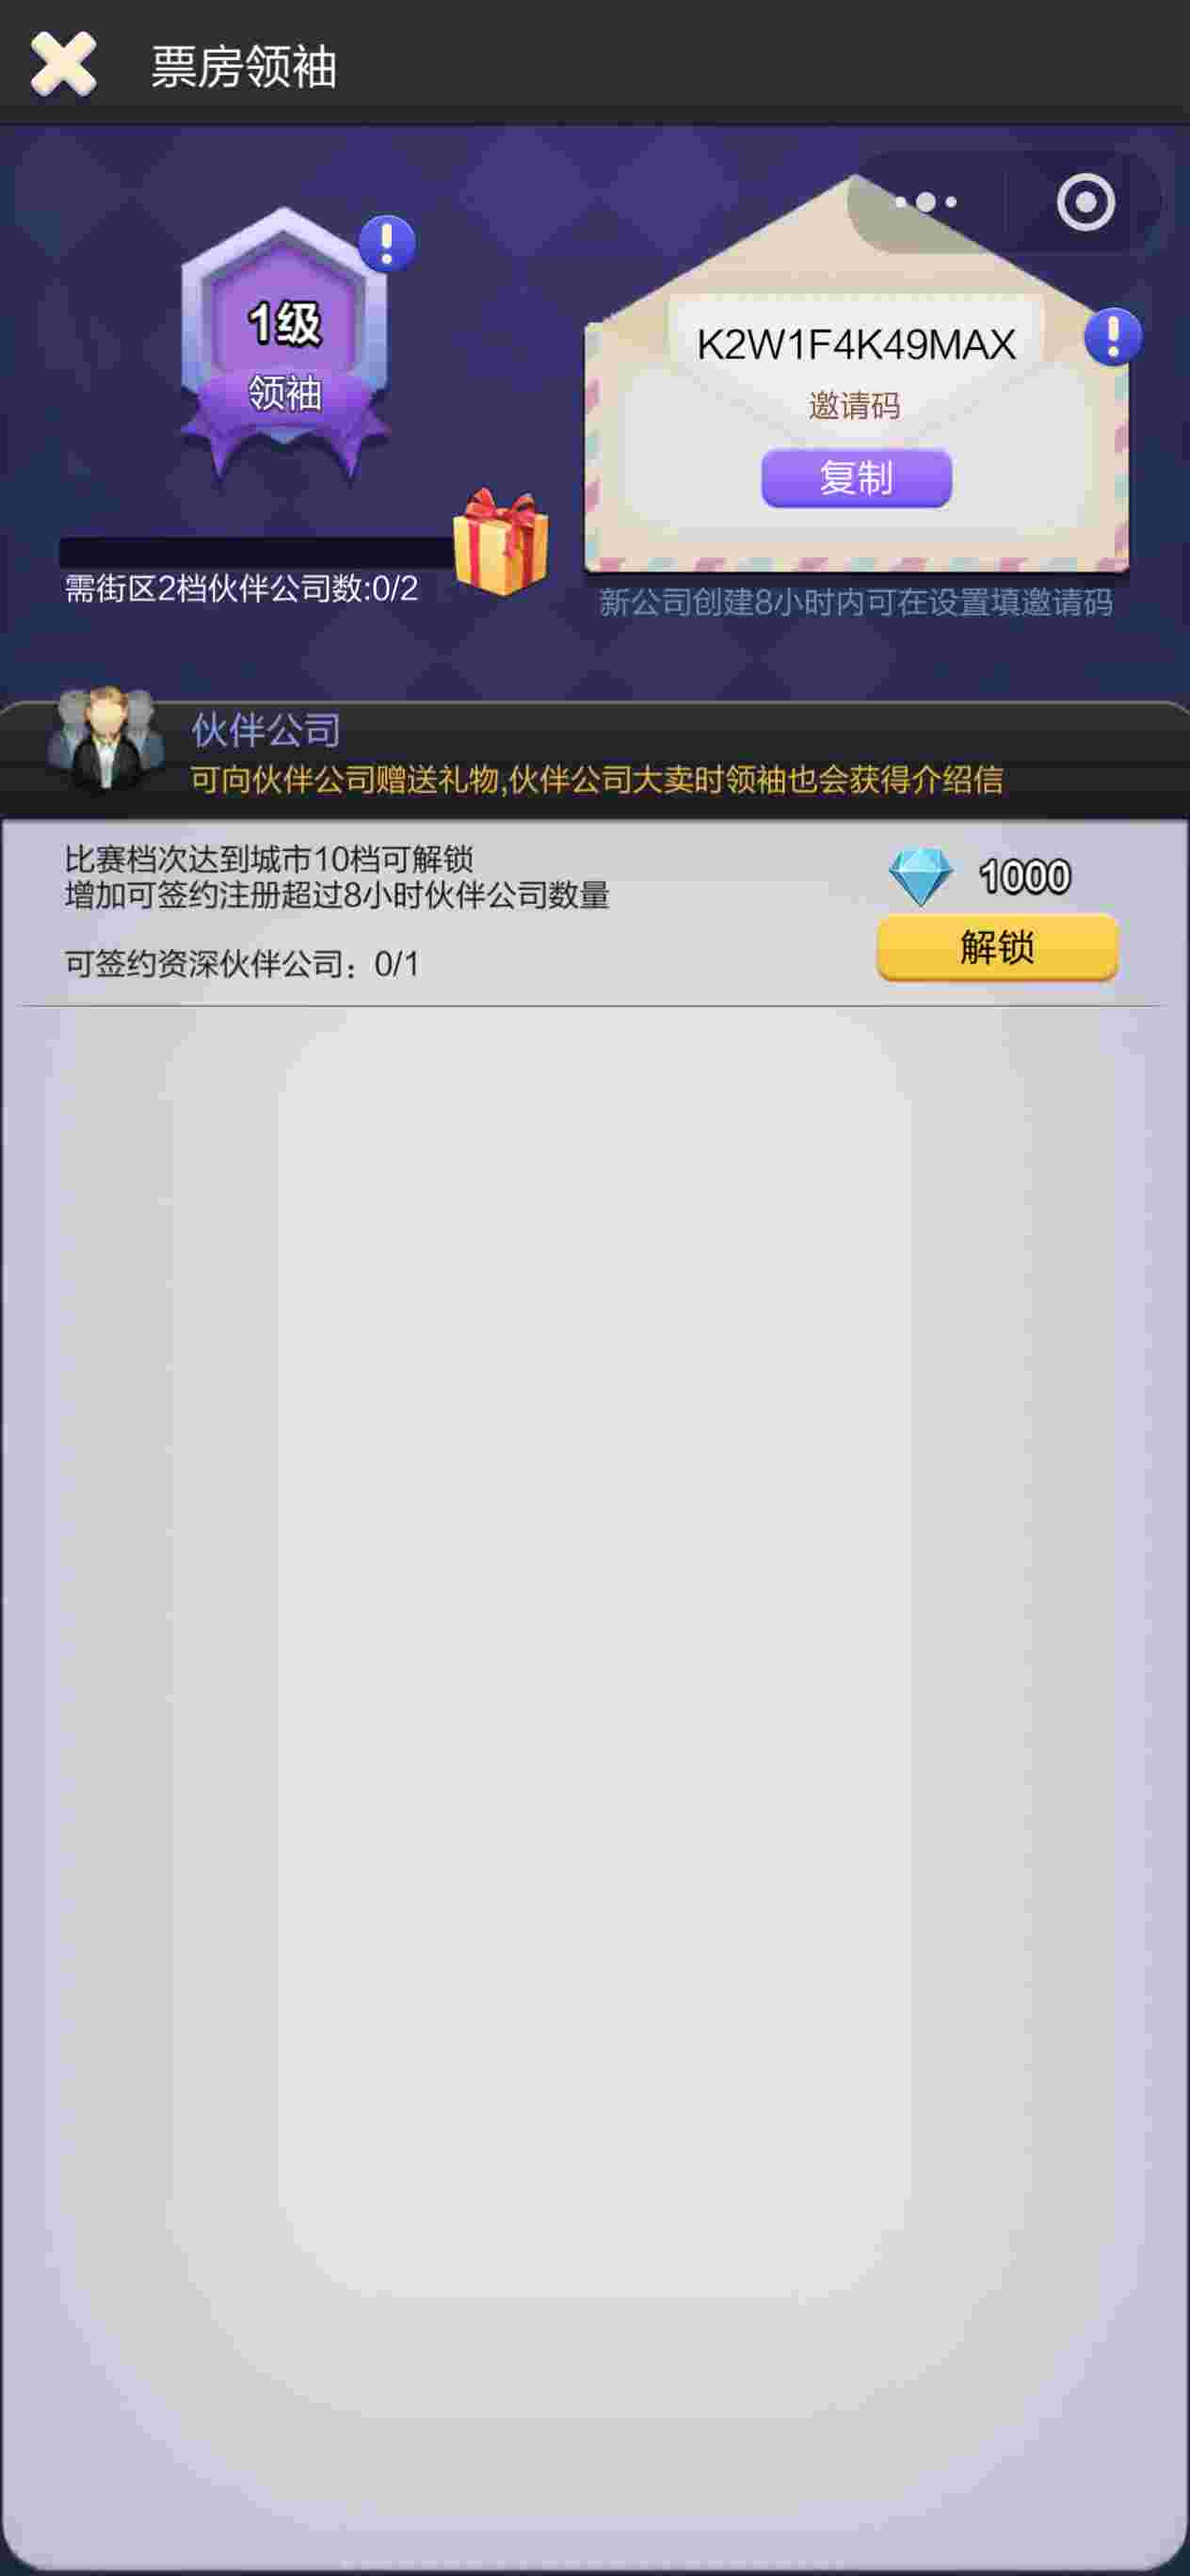 票房领袖
1级
领袖
需街区2档伙伴公司数:0/2
K2W1F4K49MAX
邀请码
复制
新公司创建8小时内可在设置填邀请码
伙伴公司
可向伙伴公司赠送礼物,伙伴公司大卖时领袖也会获得介绍信
比赛档次达到城市10档可解锁
增加可签约注册超过8小时伙伴公司数量
可签约资深伙伴公司：0/1
1000
解锁